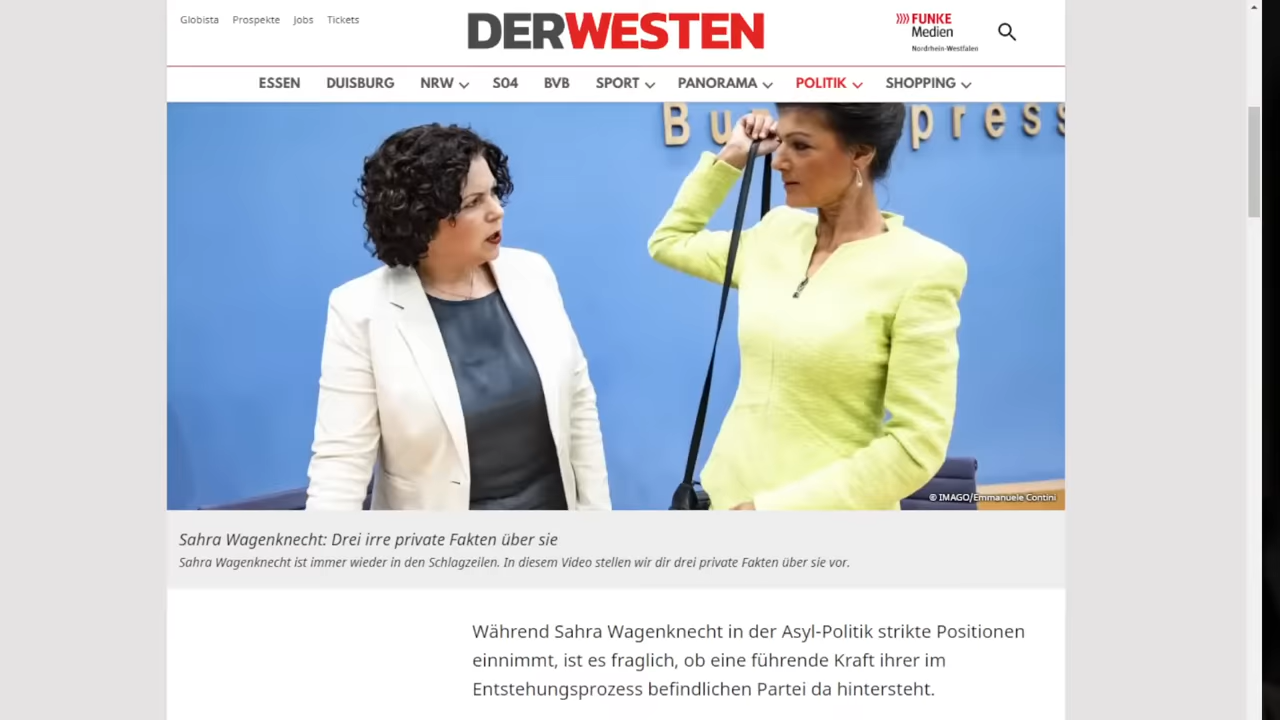 Globista Prospekte Jobs Tickets
DERWESTEN
FUNKE
Medien
Nordrhein-Westfalen
ESSEN DUISBURG NRW S04 BVB SPORT PANORAMA POLITIK SHOPPING
Bu press
© IMAGO/Emmanuele Contini
Sahra Wagenknecht: Drei irre private Fakten über sie
Sahra Wagenknecht ist immer wieder in den Schlagzeilen. In diesem Video stellen wir dir drei private Fakten über sie vor.
Während Sahra Wagenknecht in der Asyl-Politik strikte Positionen
einnimmt, ist es fraglich, ob eine führende Kraft ihrer im
Entstehungsprozess befindlichen Partei da hintersteht.